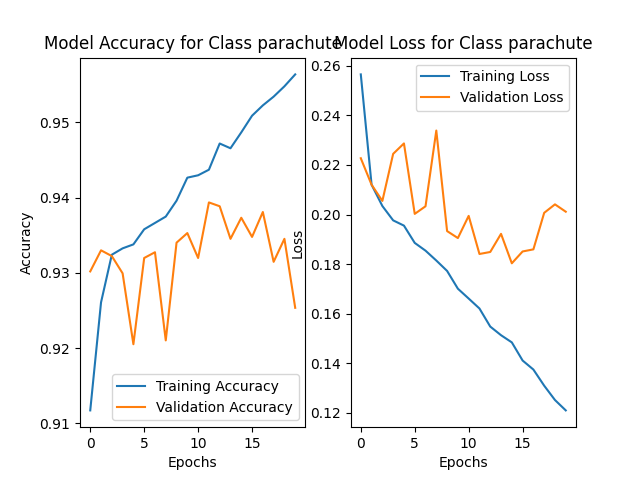 Model Accuracy for Class parachute
Accuracy
0.95
0.94
0.93
0.92
0.91
0
5
10
15
Epochs
Training Accuracy
Validation Accuracy
Model Loss for Class parachute
Loss
0.26
0.24
0.22
0.20
0.18
0.16
0.14
0.12
0
5
10
15
Epochs
Training Loss
Validation Loss